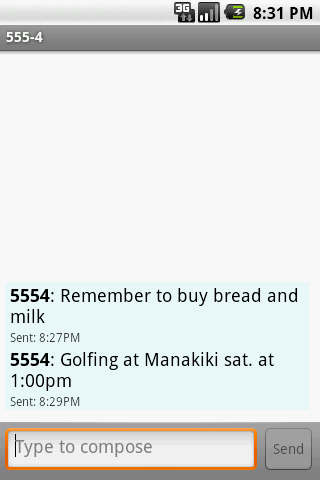 3G 8:31 PM
555-4
5554: Remember to buy bread and
milk
Sent: 8:27PM
5554: Golfing at Manakiki sat. at
1:00pm
Sent: 8:29PM
Type to compose Send